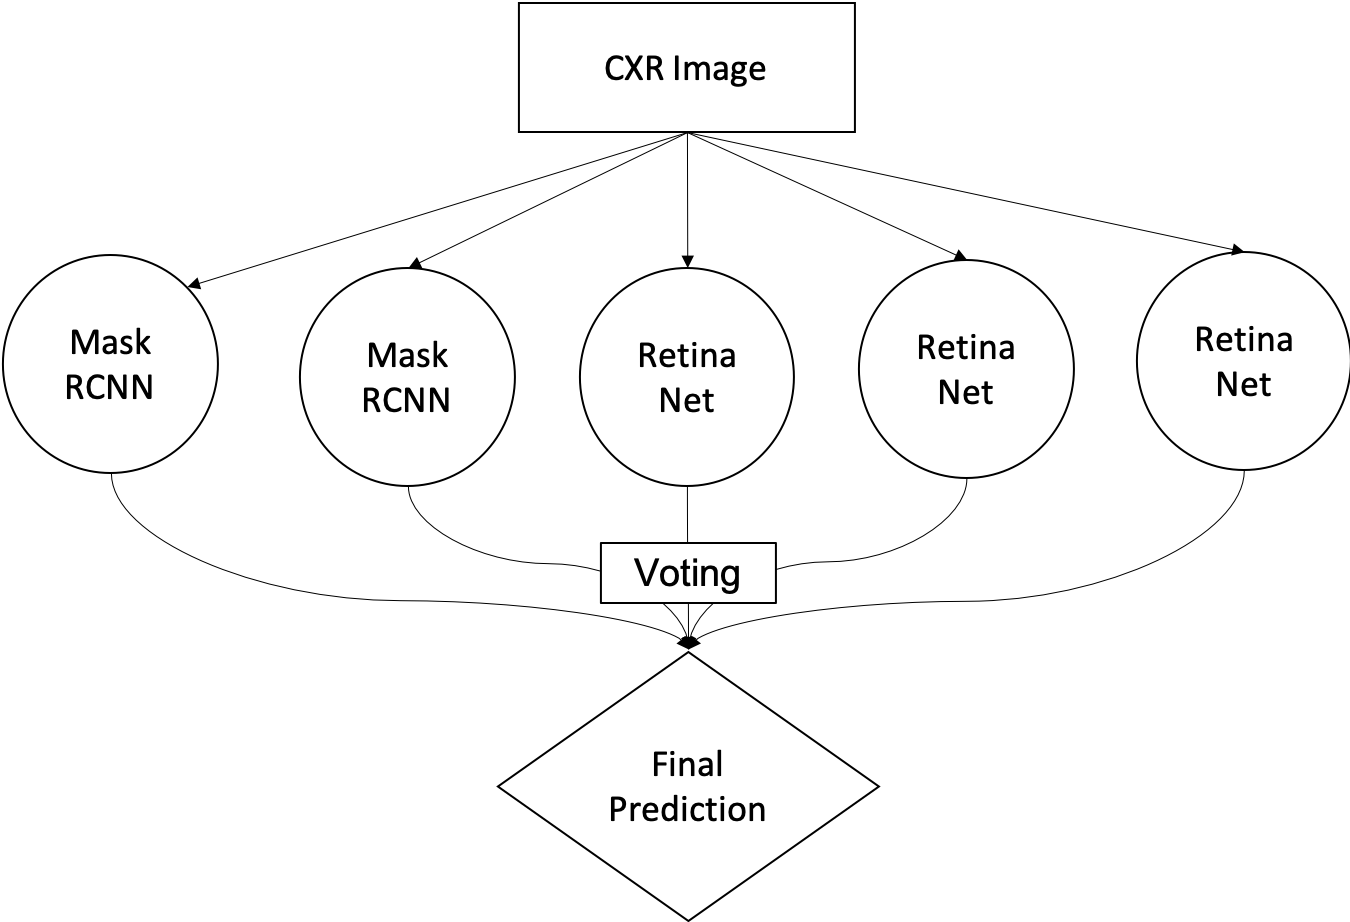 CXR Image
Mask
RCNN
Mask
RCNN
Retina
Net
Retina
Net
Retina
Net
Voting
Final
Prediction